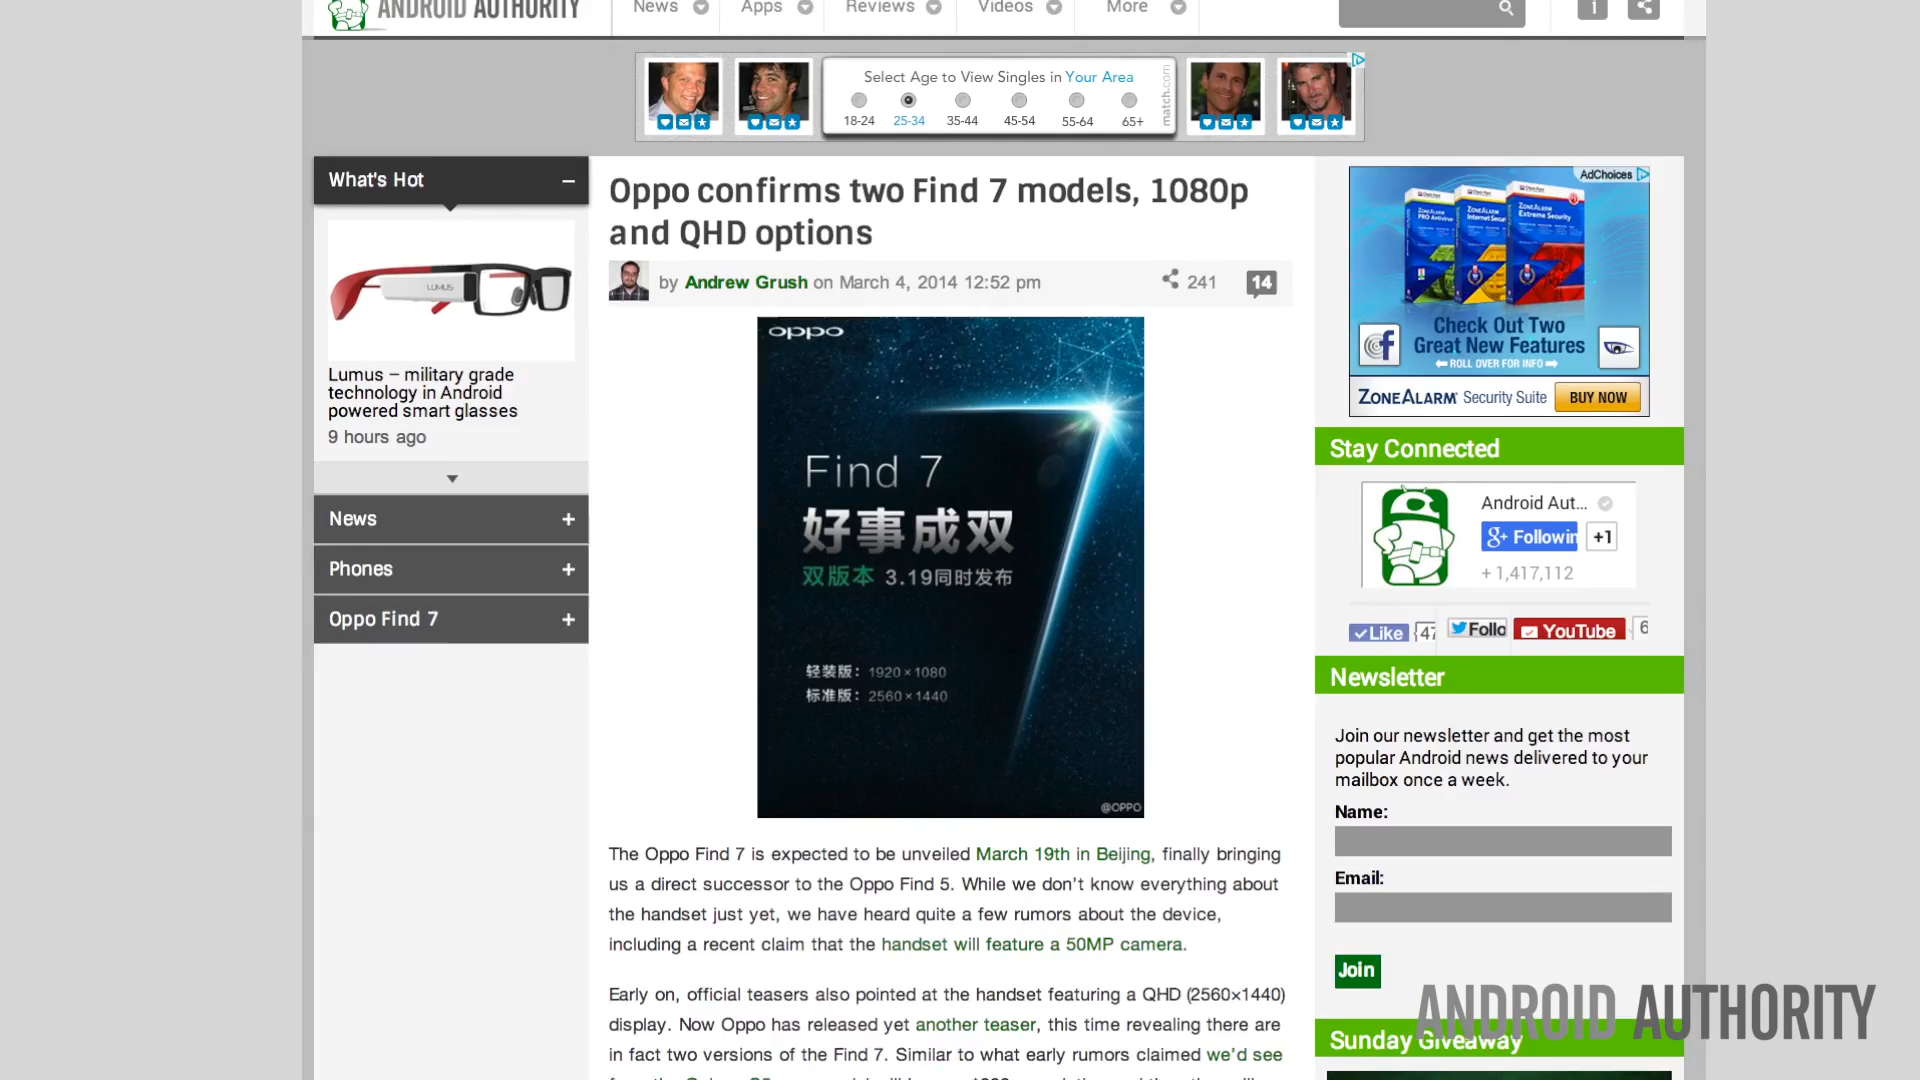 ANDROID AUTHORITY
News
Apps
Reviews
Videos
More
Select Age to View Singles in Your Area
18-24
25-34
35-44
45-54
55-64
65+
match.com
What's Hot
LUMUS
Lumus – military grade
technology in Android
powered smart glasses
9 hours ago
News
Phones
Oppo Find 7
Oppo confirms two Find 7 models, 1080p
and QHD options
by Andrew Grush on March 4, 2014 12:52 pm
241
14
oppo
Find 7
好事成双
双版本 3.19同时发布
轻装版：1920×1080
标准版：2560×1440
@OPPO
The Oppo Find 7 is expected to be unveiled March 19th in Beijing, finally bringing
us a direct successor to the Oppo Find 5. While we don't know everything about
the handset just yet, we have heard quite a few rumors about the device,
including a recent claim that the handset will feature a 50MP camera.
Early on, official teasers also pointed at the handset featuring a QHD (2560×1440)
display. Now Oppo has released yet another teaser, this time revealing there are
in fact two versions of the Find 7. Similar to what early rumors claimed we'd see
AdChoices
Check Out Two
Great New Features
ROLL OVER FOR INFO
ZONEALARM Security Suite
BUY NOW
Stay Connected
Android Aut...
g+ Followin
+1
+ 1,417,112
Like
47
Follo
YouTube
6
Newsletter
Join our newsletter and get the most
popular Android news delivered to your
mailbox once a week.
Name:
Email:
Join
Sunday Giveaway
ANDROID AUTHORITY